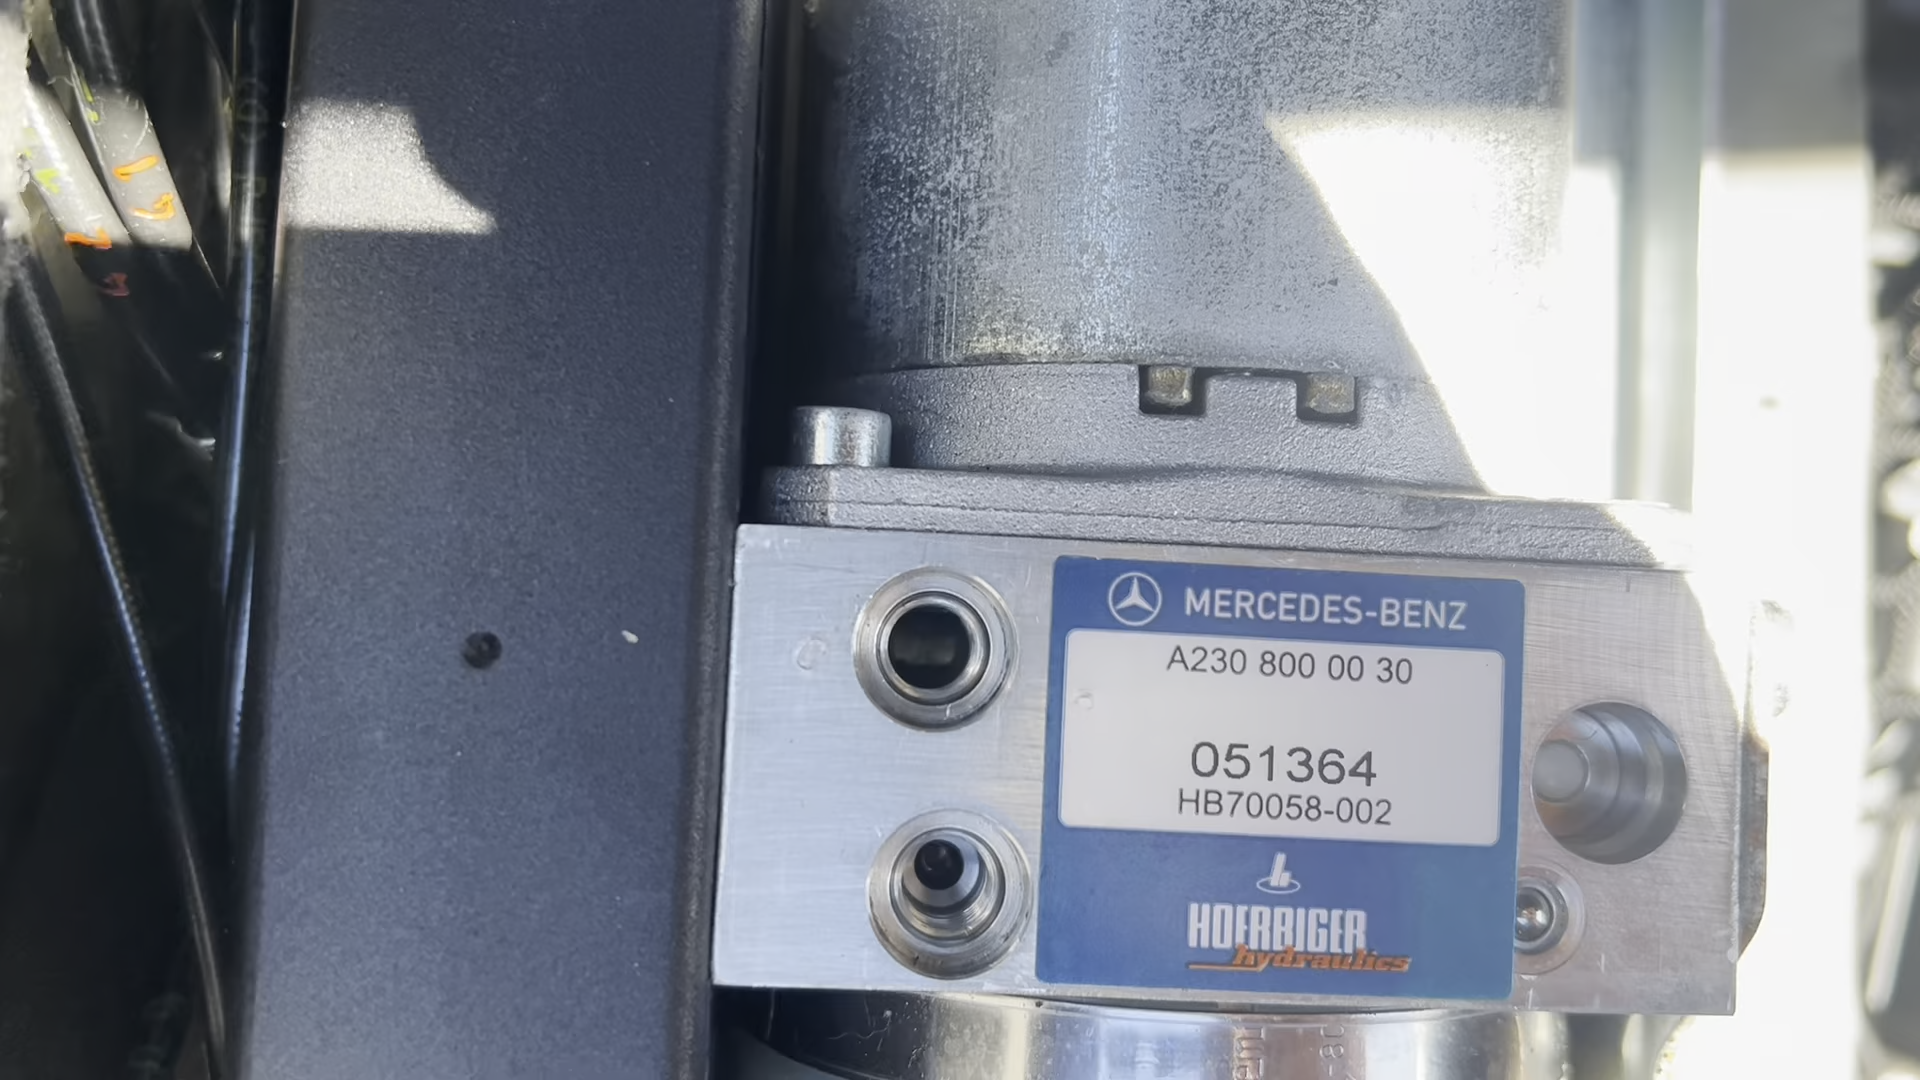 MERCEDES-BENZ
A230 800 00 30
051364
HB70058-002
HOERBIGER
hydraulics